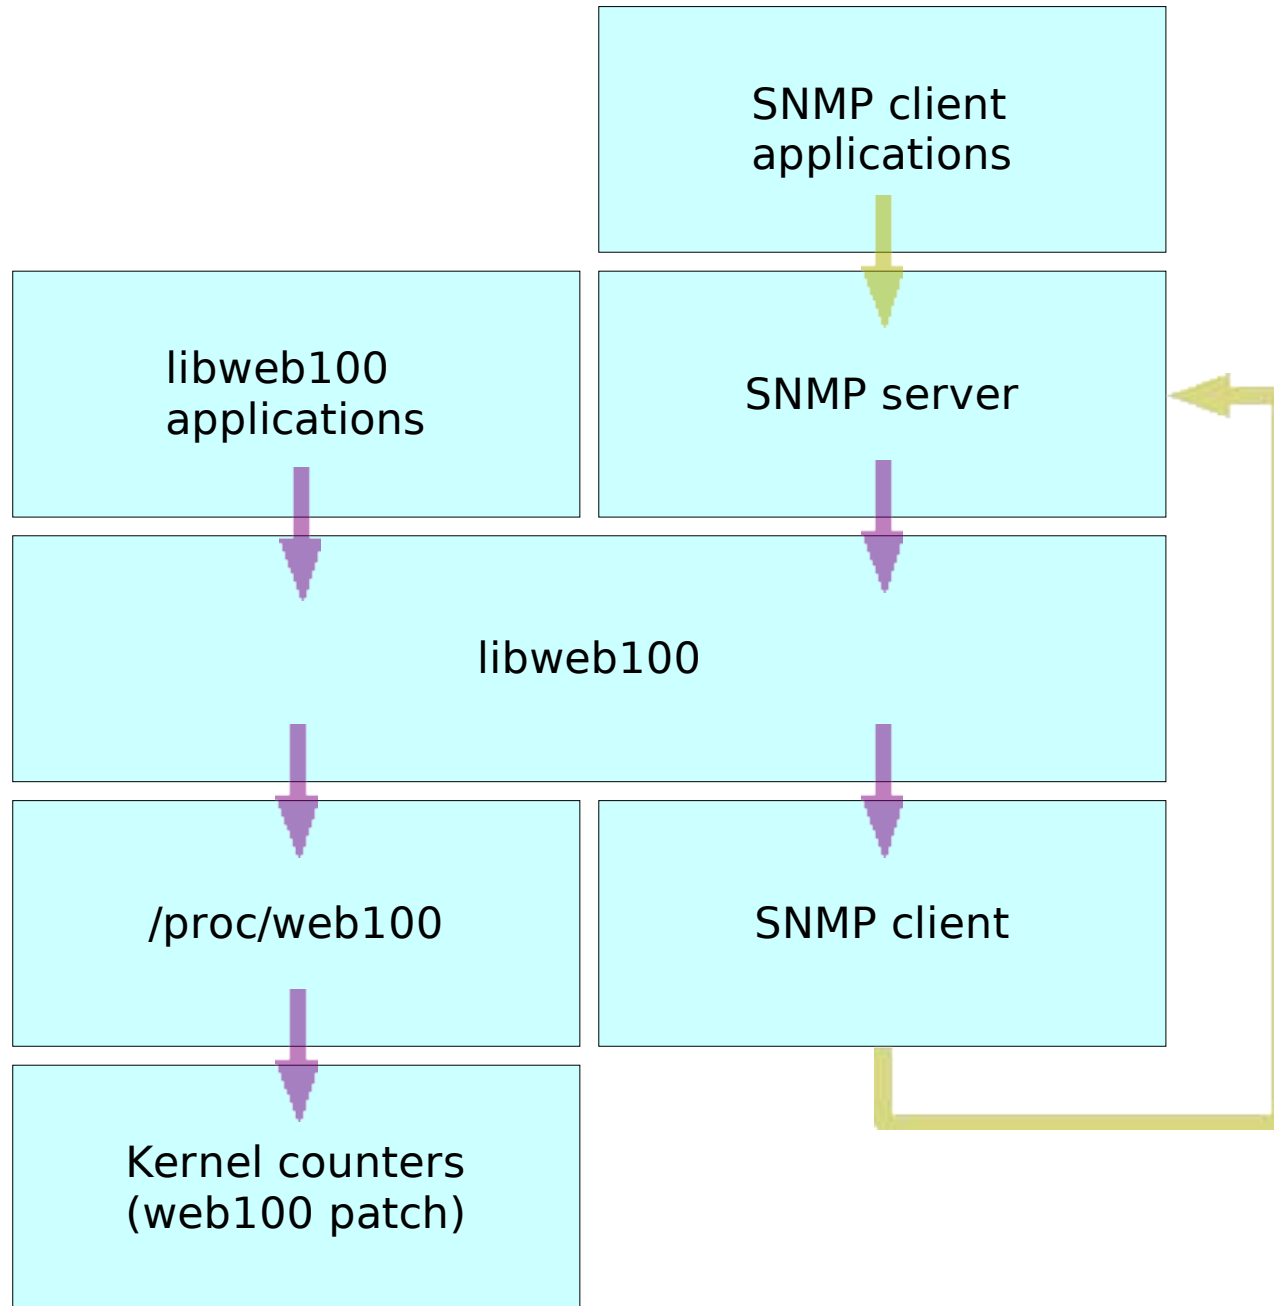 SNMP client
applications
libweb100
applications
SNMP server
libweb100
/proc/web100
SNMP client
Kernel counters
(web100 patch)